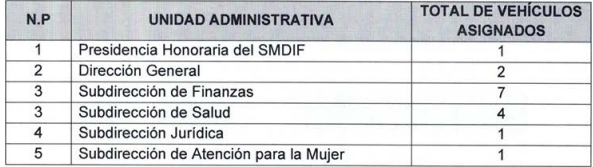 N.P UNIDAD ADMINISTRATIVA TOTAL DE VEHÍCULOS ASIGNADOS
1 Presidencia Honoraria del SMDIF 1
2 Dirección General 2
3 Subdirección de Finanzas 7
3 Subdirección de Salud 4
4 Subdirección Jurídica 1
5 Subdirección de Atención para la Mujer 1